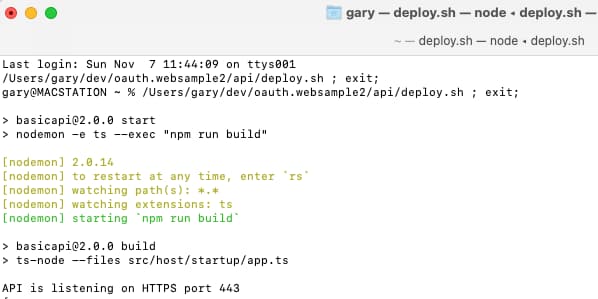 gary — deploy.sh — node ◂ deploy.sh —
~ — deploy.sh — node ◂ deploy.sh
Last login: Sun Nov  7 11:44:09 on ttys001
/Users/gary/dev/oauth.websample2/api/deploy.sh ; exit;
gary@MACSTATION ~ % /Users/gary/dev/oauth.websample2/api/deploy.sh ; exit;
> basicapi@2.0.0 start
> nodemon -e ts --exec "npm run build"
[nodemon] 2.0.14
[nodemon] to restart at any time, enter `rs`
[nodemon] watching path(s): *.*
[nodemon] watching extensions: ts
[nodemon] starting `npm run build`
> basicapi@2.0.0 build
> ts-node --files src/host/startup/app.ts
API is listening on HTTPS port 443